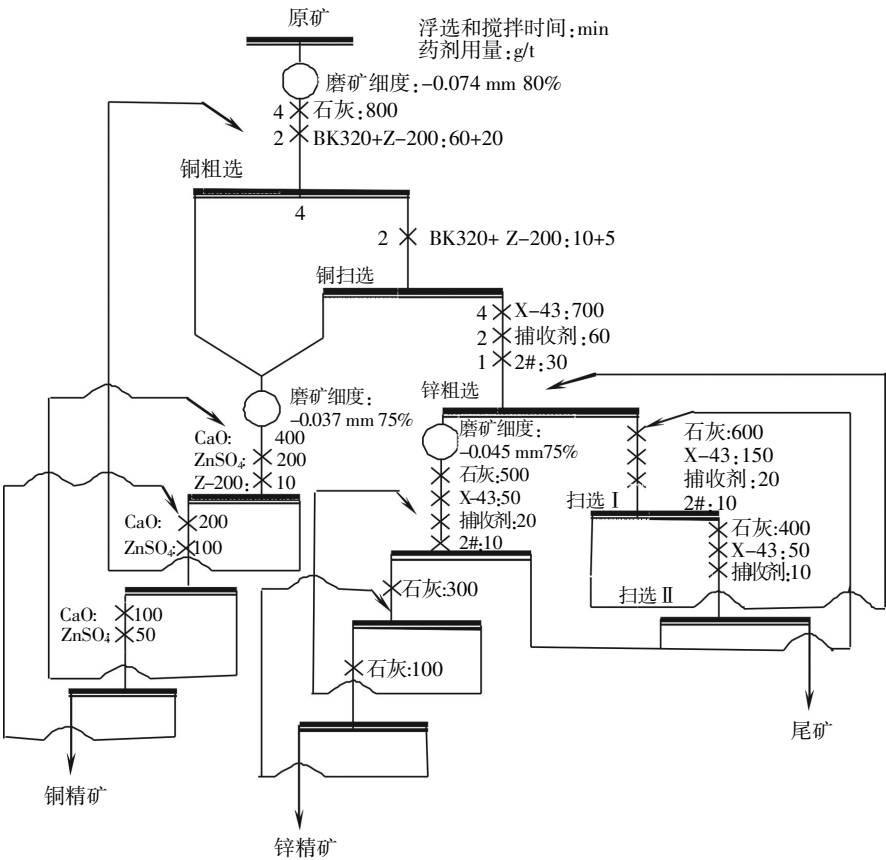 原矿
浮选和搅拌时间:min
药剂用量:g/t
磨矿细度:-0.074 mm 80%
4 石灰:800
2 BK320+Z-200:60+20
铜粗选
4
2 BK320+ Z-200:10+5
铜扫选
4 X-43:700
2 捕收剂:60
1 2#:30
锌粗选
磨矿细度:
-0.037 mm 75%
CaO: 400
ZnSO4: 200
Z-200: 10
磨矿细度:
-0.045 mm75%
石灰:500
X-43:50
捕收剂:20
2#:10
石灰:600
X-43:150
捕收剂:20
2#:10
扫选Ⅰ
CaO: 200
ZnSO4: 100
石灰:400
X-43:50
捕收剂:10
扫选Ⅱ
石灰:300
CaO: 100
ZnSO4: 50
石灰:100
尾矿
铜精矿
锌精矿